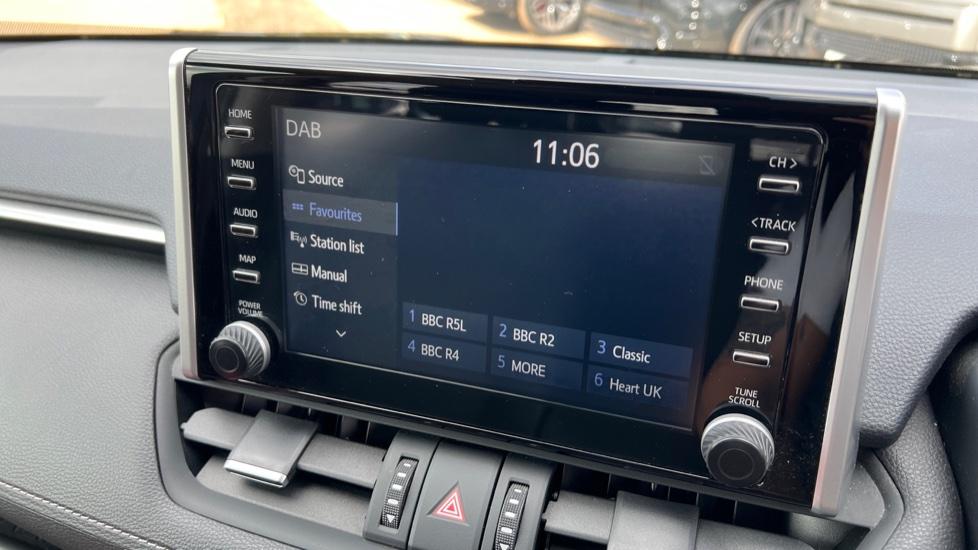 HOME
MENU
AUDIO
MAP
POWER
VOLUME
DAB
11:06
Source
Favourites
Station list
Manual
Time shift
1 BBC R5L
2 BBC R2
3 Classic
4 BBC R4
5 MORE
6 Heart UK
CH >
< TRACK
PHONE
SETUP
TUNE
SCROLL